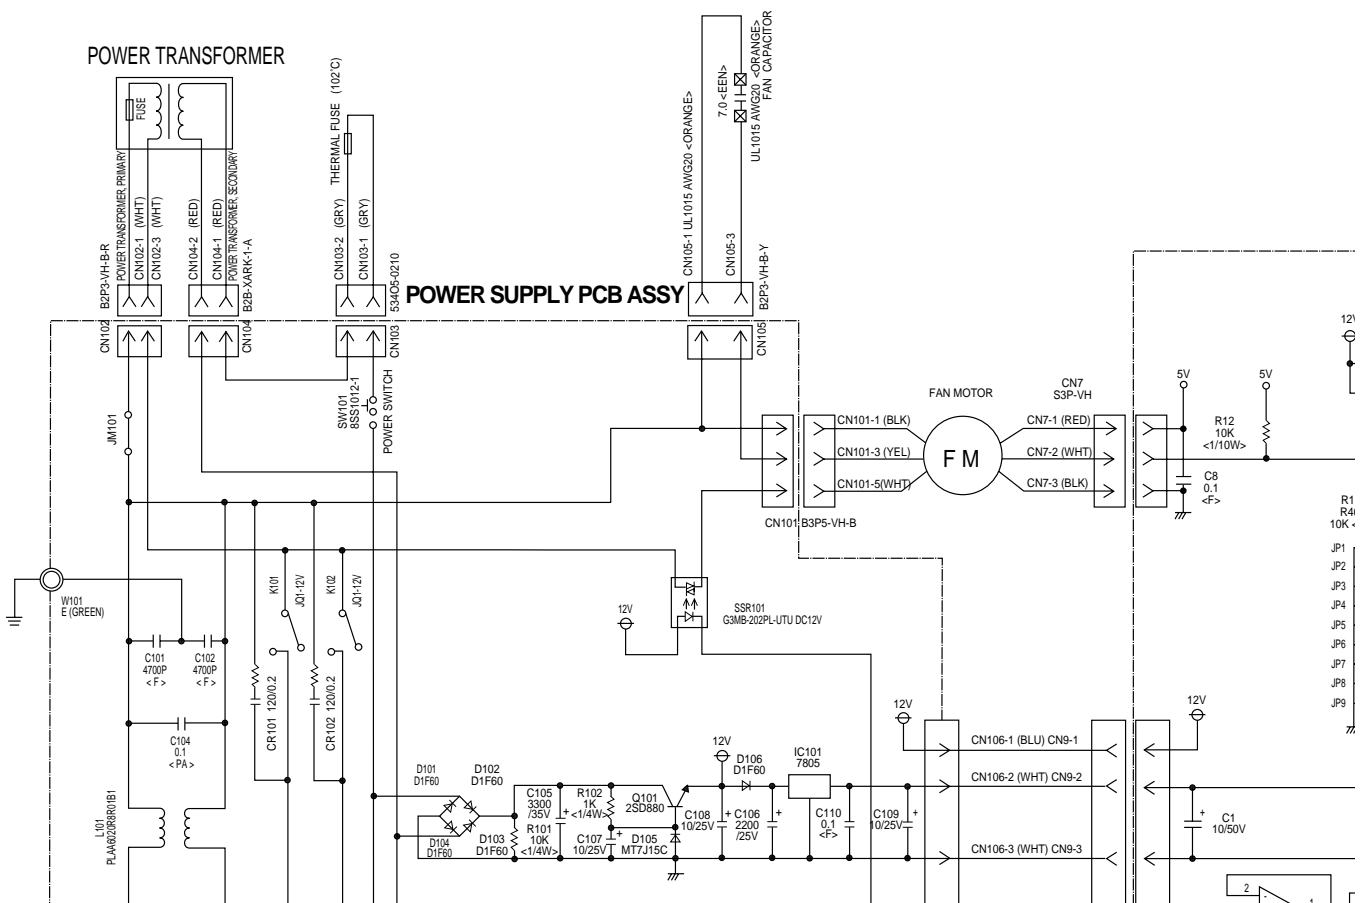 POWER TRANSFORMER
FUSE
THERMAL FUSE (102°C)
7.0 <EEN>
UL1015 AWG20 <ORANGE>
FAN CAPACITOR
CN105-1 UL1015 AWG20 <ORANGE>
CN105-3
B2P3-VH-B-Y
B2P3-VH-B-R
POWER TRANSFORMER, PRIMARY
CN102-1 (WHT)
CN102-3 (WHT)
CN104-2 (RED)
CN104-1 (RED)
POWER TRANSFORMER, SECONDARY
B2B-XARK-1-A
CN103-2 (GRY)
CN103-1 (GRY)
53405-0210
POWER SUPPLY PCB ASSY
CN102
CN104
CN103
CN105
SW101
8SS1012-1
POWER SWITCH
JM101
FAN MOTOR
CN7
S3P-VH
CN101-1 (BLK)
CN101-3 (YEL)
CN101-5(WHT)
FM
CN7-1 (RED)
CN7-2 (WHT)
CN7-3 (BLK)
CN101 B3P5-VH-B
5V
5V
12V
R12
10K
<1/10W>
C8
0.1
<F>
10K
JP1
JP2
JP3
JP4
JP5
JP6
JP7
JP8
JP9
W101
E (GREEN)
K101
JQ1-12V
K102
JQ1-12V
12V
SSR101
G3MB-202PL-UTU DC12V
C101
4700P
<F>
C102
4700P
<F>
C104
0.1
<PA>
CR101 120/0.2
CR102 120/0.2
L101
PLAA6020R8R01B1
D101
D1F60
D102
D1F60
D103
D1F60
D104
D1F60
R101
10K
<1/4W>
C105
3300
/35V
+
R102
1K
<1/4W>
C107
10/25V
+
Q101
2SD880
D105
MT7J15C
12V
C108
10/25V
+
D106
D1F60
C106
2200
/25V
+
IC101
7805
C110
0.1
<F>
C109
10/25V
+
12V
CN106-1 (BLU) CN9-1
CN106-2 (WHT) CN9-2
CN106-3 (WHT) CN9-3
12V
+
C1
10/50V
2
-
1